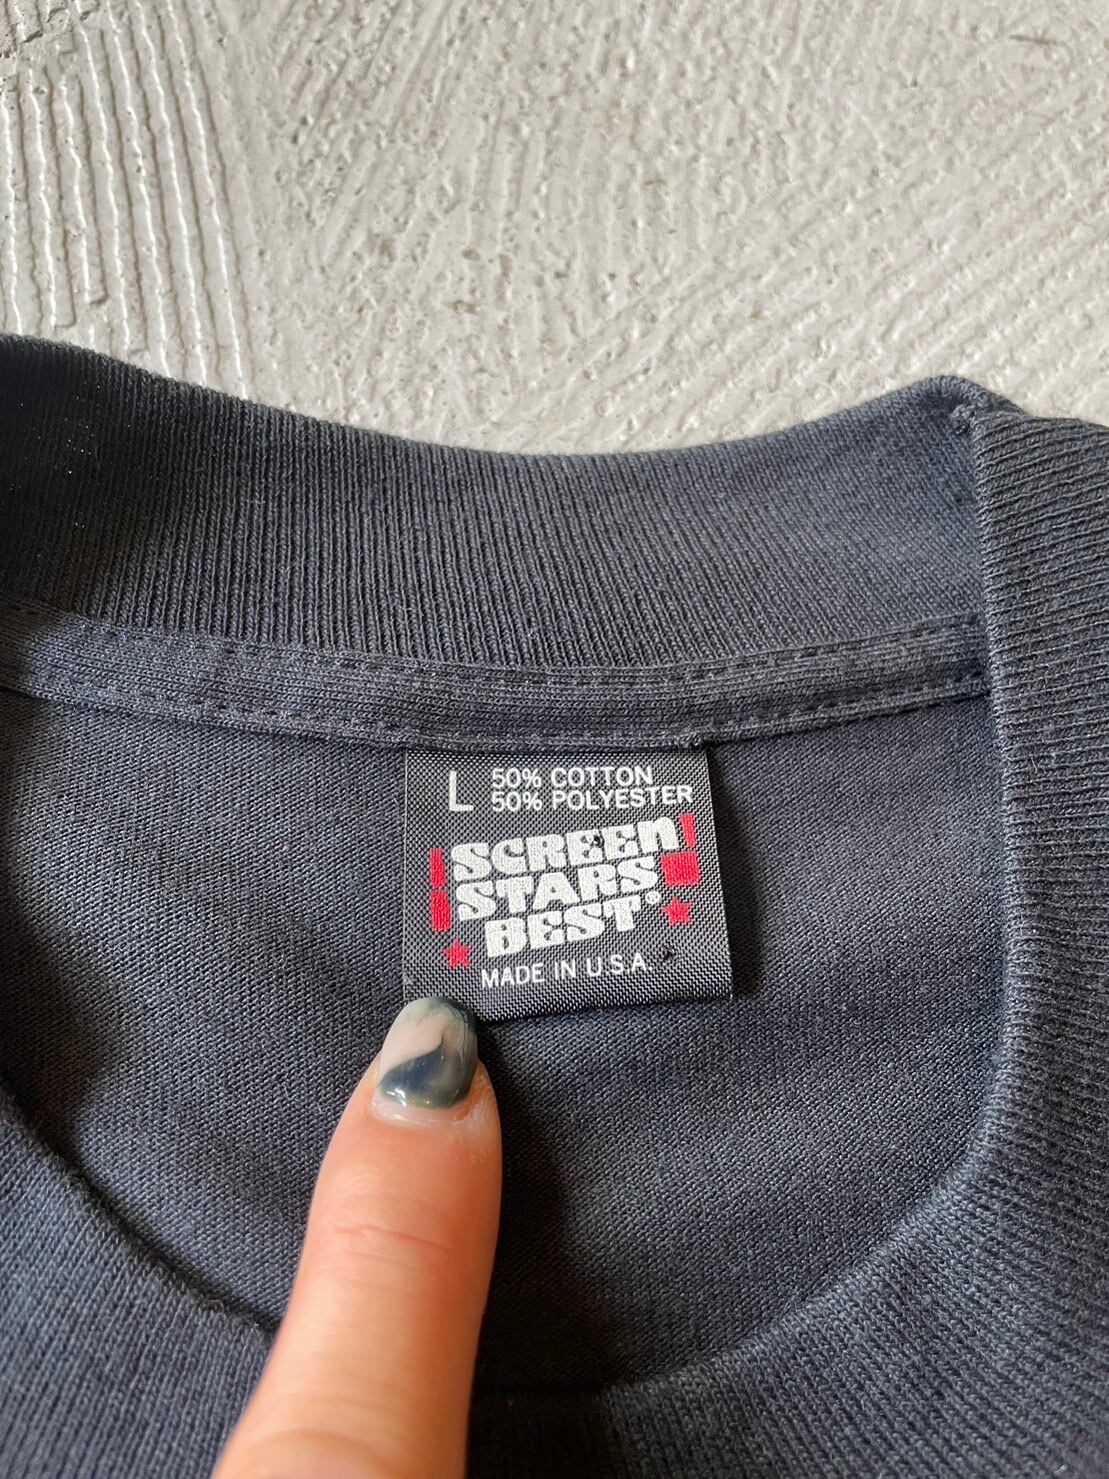 L 50% COTTON
50% POLYESTER
SCREEN
STARS
BEST®
MADE IN U.S.A.